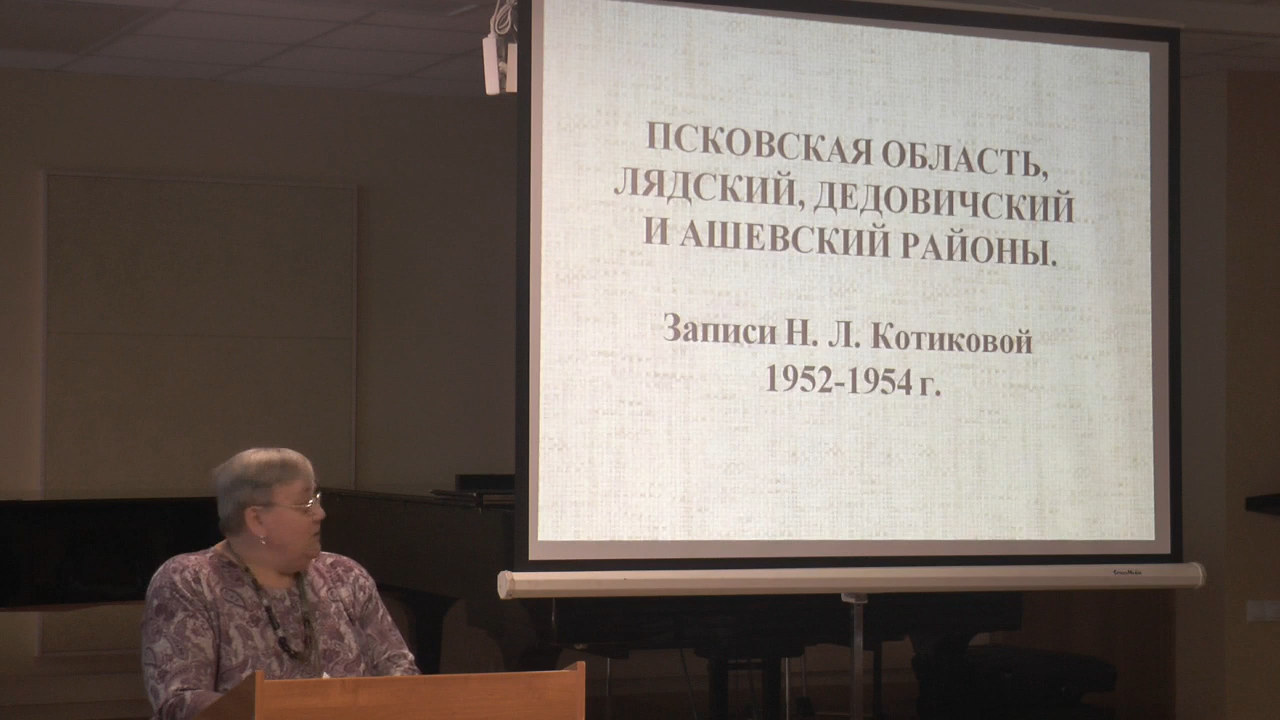 ПСКОВСКАЯ ОБЛАСТЬ,
ЛЯДСКИЙ, ДЕДОВИЧСКИЙ
И АШЕВСКИЙ РАЙОНЫ.
Записи Н. Л. Котиковой
1952-1954 г.